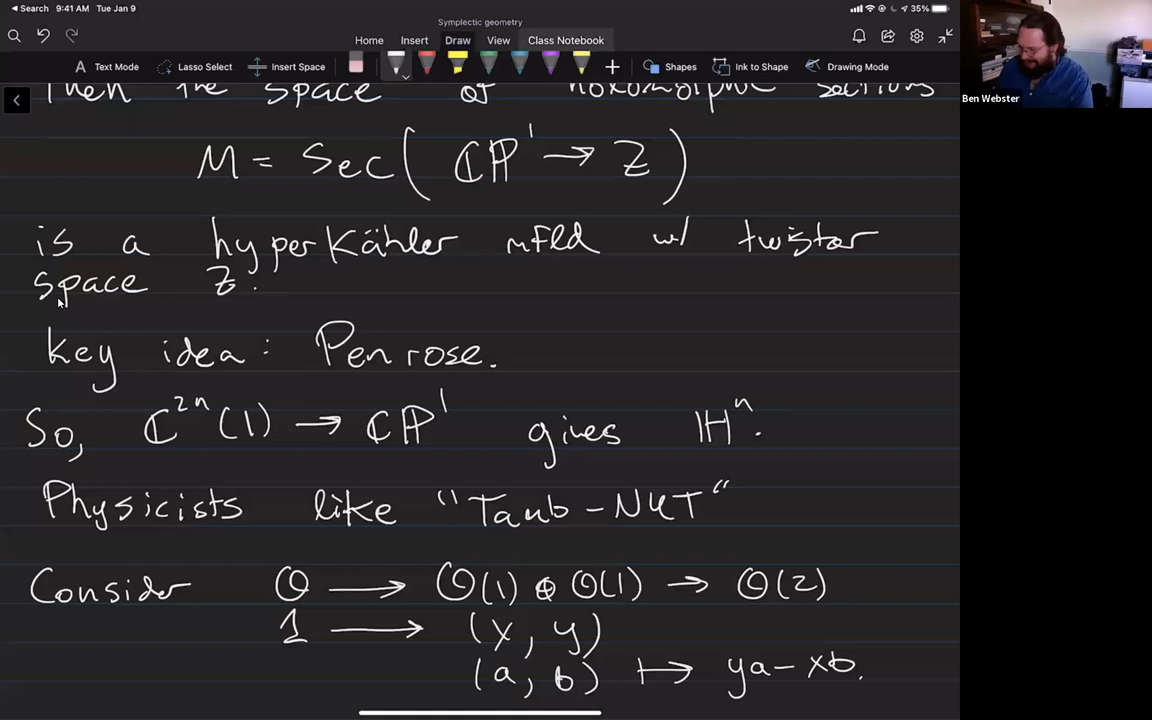 Search 9:41 AM Tue Jan 9
35%
Symplectic geometry
Home Insert Draw View Class Notebook
Text Mode Lasso Select Insert Space Shapes Ink to Shape Drawing Mode
Ben Webster
Then the space of holomorphic sections
M = Sec( ℂℙ¹ → Z )
is a hyperKähler mfld w/ twistor
space Z.
Key idea: Penrose.
So, ℂ²ⁿ(1) → ℂℙ¹ gives ℍⁿ.
Physicists like "Taub-NUT"
Consider O → O(1) ⊕ O(1) → O(2)
1 → (x, y)
(a, b) ↦ ya - xb.